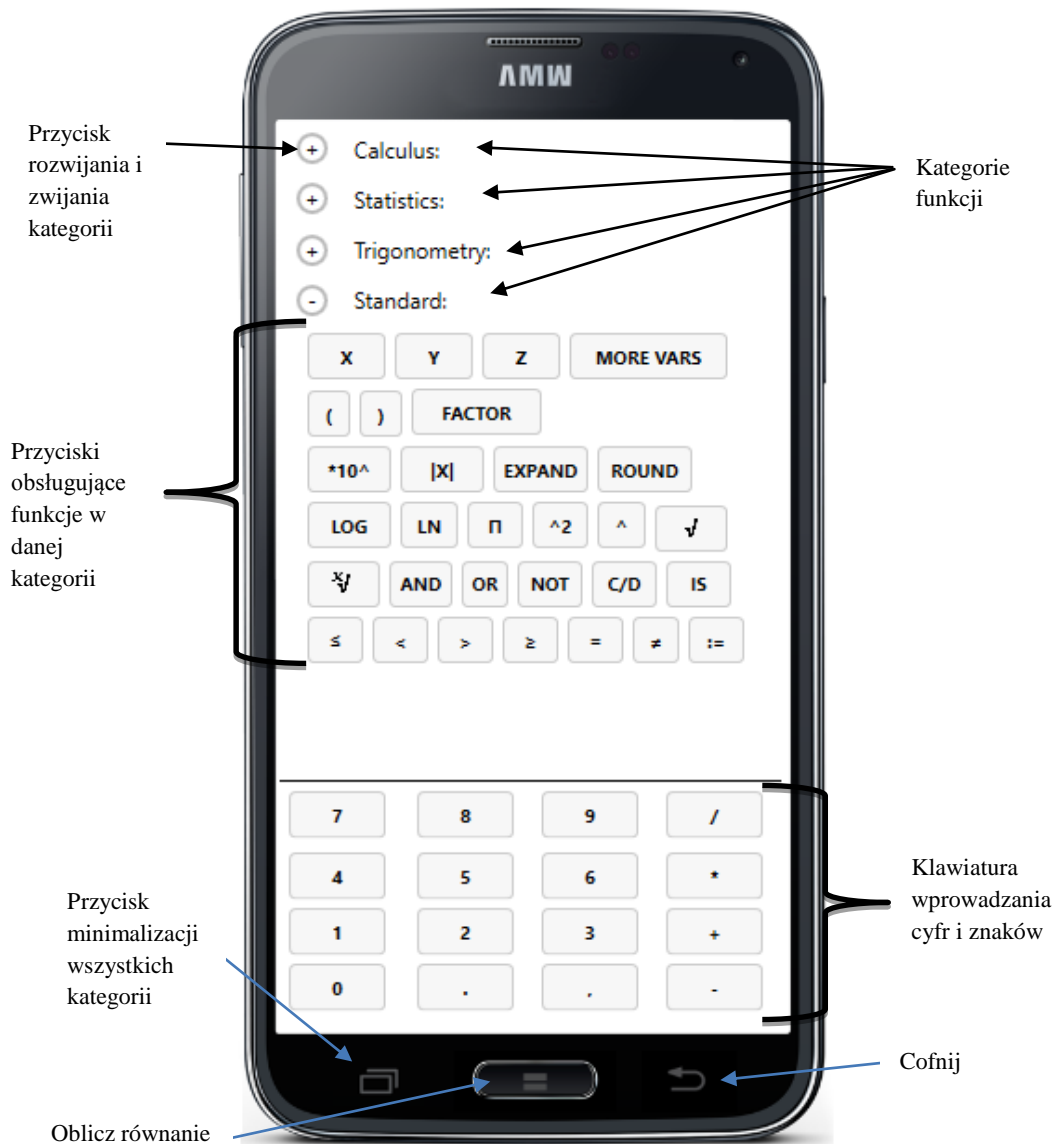 ΛMW
Przycisk
rozwijania i
zwijania
kategorii
+ Calculus:
+ Statistics:
+ Trigonometry:
- Standard:
Kategorie
funkcji
Przyciski
obsługujące
funkcje w
danej
kategorii
X Y Z MORE VARS
( ) FACTOR
*10^ |X| EXPAND ROUND
LOG LN Π ^2 ^ √
x√ AND OR NOT C/D IS
≤ < > ≥ = ≠ :=
7 8 9 /
4 5 6 *
1 2 3 +
0 . , -
Klawiatura
wprowadzania
cyfr i znaków
Przycisk
minimalizacji
wszystkich
kategorii
=
Cofnij
Oblicz równanie